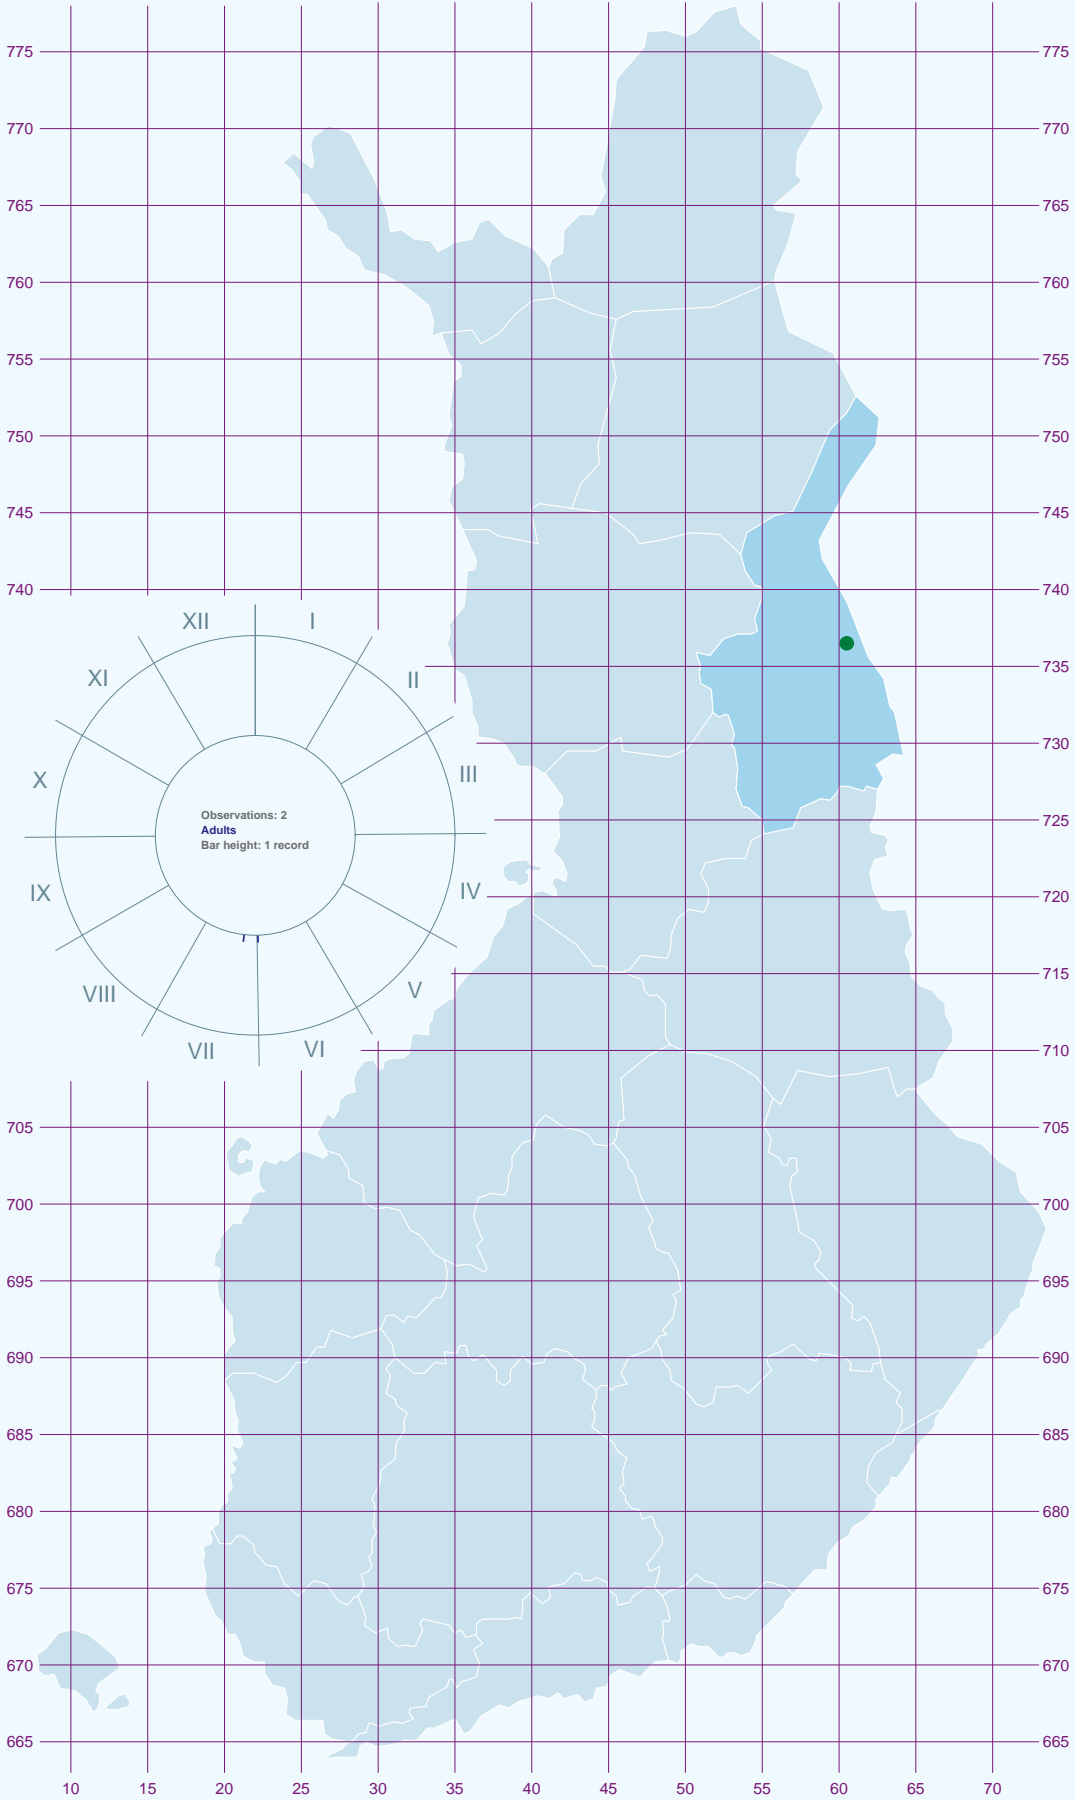 775 775
770 770
765 765
760 760
755 755
750 750
745 745
740 740
XII I
XI II
735
X III
730
Observations: 2
Adults
Bar height: 1 record
725
IX IV
720
VIII V
715
VII VI
710
705 705
700 700
695 695
690 690
685 685
680 680
675 675
670 670
665 665
10 15 20 25 30 35 40 45 50 55 60 65 70